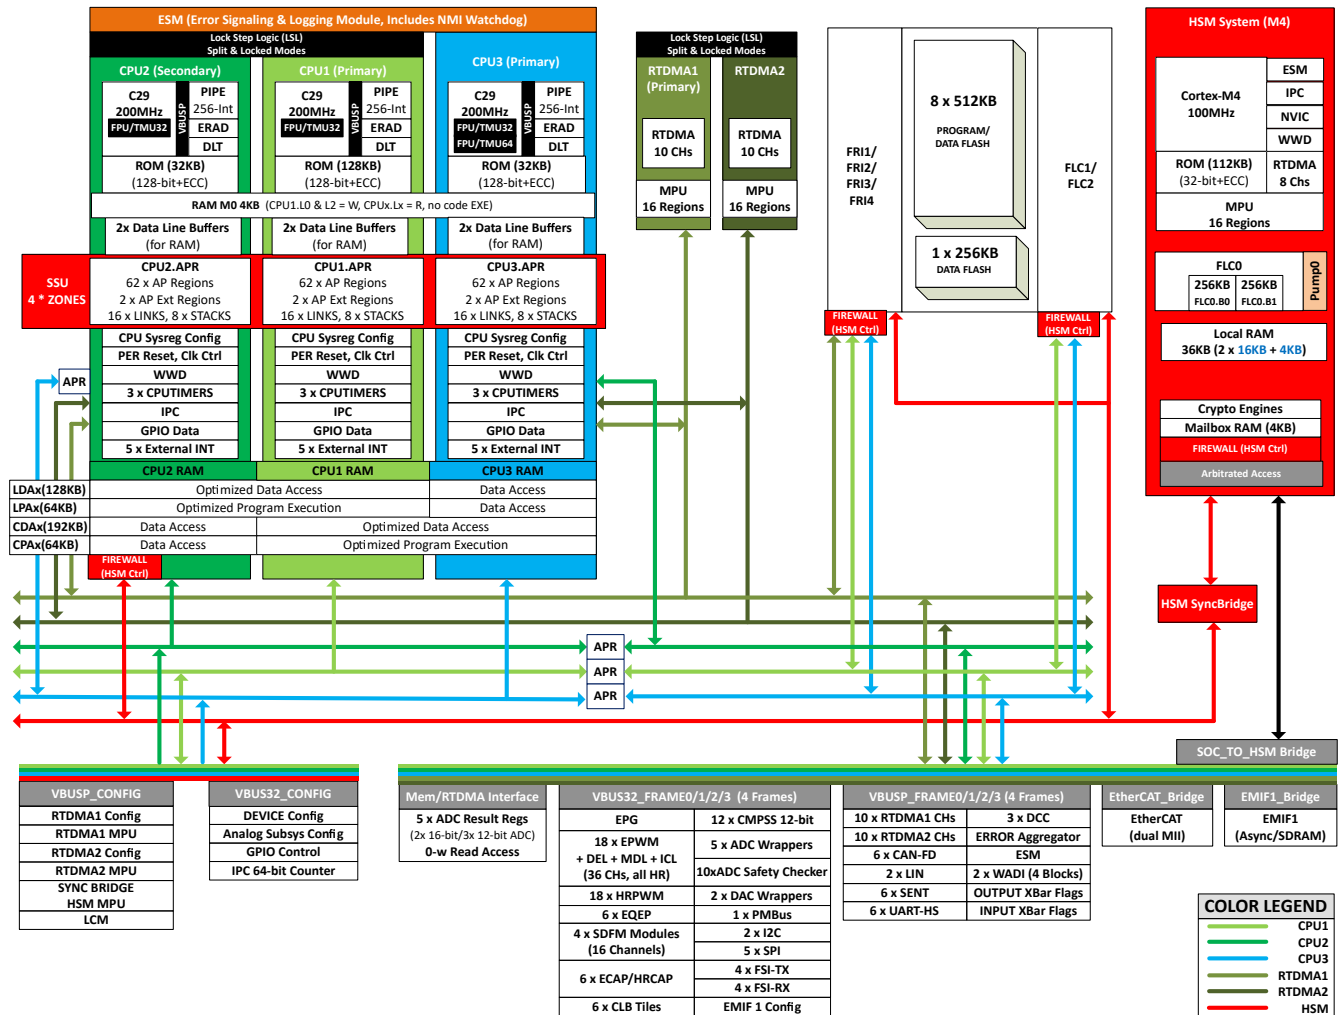 ESM (Error Signaling & Logging Module, Includes NMI Watchdog)
Lock Step Logic (LSL)
Split & Locked Modes
CPU2 (Secondary)
CPU1 (Primary)
CPU3 (Primary)
C29
200MHz
FPU/TMU32
VBUSP
PIPE
256-Int
ERAD
DLT
C29
200MHz
FPU/TMU32
VBUSP
PIPE
256-Int
ERAD
DLT
C29
200MHz
FPU/TMU32
FPU/TMU64
VBUSP
PIPE
256-Int
ERAD
DLT
ROM (32KB)
(128-bit+ECC)
ROM (128KB)
(128-bit+ECC)
ROM (32KB)
(128-bit+ECC)
RAM M0 4KB (CPU1.L0 & L2 = W, CPUx.Lx = R, no code EXE)
2x Data Line Buffers
(for RAM)
2x Data Line Buffers
(for RAM)
2x Data Line Buffers
(for RAM)
SSU
4 * ZONES
CPU2.APR
62 x AP Regions
2 x AP Ext Regions
16 x LINKS, 8 x STACKS
CPU1.APR
62 x AP Regions
2 x AP Ext Regions
16 x LINKS, 8 x STACKS
CPU3.APR
62 x AP Regions
2 x AP Ext Regions
16 x LINKS, 8 x STACKS
CPU Sysreg Config
PER Reset, Clk Ctrl
WWD
3 x CPUTIMERS
IPC
GPIO Data
5 x External INT
CPU Sysreg Config
PER Reset, Clk Ctrl
WWD
3 x CPUTIMERS
IPC
GPIO Data
5 x External INT
CPU Sysreg Config
PER Reset, Clk Ctrl
WWD
3 x CPUTIMERS
IPC
GPIO Data
5 x External INT
APR
CPU2 RAM
CPU1 RAM
CPU3 RAM
LDAx(128KB)
Optimized Data Access
Data Access
LPAx(64KB)
Optimized Program Execution
Data Access
CDAx(192KB)
Data Access
Optimized Data Access
CPAx(64KB)
Data Access
Optimized Program Execution
FIREWALL
(HSM Ctrl)
Lock Step Logic (LSL)
Split & Locked Modes
RTDMA1
(Primary)
RTDMA2
RTDMA
10 CHs
RTDMA
10 CHs
MPU
16 Regions
MPU
16 Regions
FRI1/
FRI2/
FRI3/
FRI4
8 x 512KB
PROGRAM/
DATA FLASH
1 x 256KB
DATA FLASH
FLC1/
FLC2
FIREWALL
(HSM Ctrl)
FIREWALL
(HSM Ctrl)
HSM System (M4)
Cortex-M4
100MHz
ESM
IPC
NVIC
WWD
ROM (112KB)
(32-bit+ECC)
RTDMA
8 Chs
MPU
16 Regions
FLC0
256KB
FLC0.B0
256KB
FLC0.B1
Pump0
Local RAM
36KB (2 x 16KB + 4KB)
Crypto Engines
Mailbox RAM (4KB)
FIREWALL (HSM Ctrl)
Arbitrated Access
HSM SyncBridge
APR
APR
APR
SOC_TO_HSM Bridge
VBUSP_CONFIG
RTDMA1 Config
RTDMA1 MPU
RTDMA2 Config
RTDMA2 MPU
SYNC BRIDGE
HSM MPU
LCM
VBUS32_CONFIG
DEVICE Config
Analog Subsys Config
GPIO Control
IPC 64-bit Counter
Mem/RTDMA Interface
5 x ADC Result Regs
(2x 16-bit/3x 12-bit ADC)
0-w Read Access
VBUS32_FRAME0/1/2/3 (4 Frames)
EPG
18 x EPWM
+ DEL + MDL + ICL
(36 CHs, all HR)
18 x HRPWM
6 x EQEP
4 x SDFM Modules
(16 Channels)
6 x ECAP/HRCAP
6 x CLB Tiles
12 x CMPSS 12-bit
5 x ADC Wrappers
10xADC Safety Checker
2 x DAC Wrappers
1 x PMBus
2 x I2C
5 x SPI
4 x FSI-TX
4 x FSI-RX
EMIF 1 Config
VBUSP_FRAME0/1/2/3 (4 Frames)
10 x RTDMA1 CHs
10 x RTDMA2 CHs
6 x CAN-FD
2 x LIN
6 x SENT
6 x UART-HS
3 x DCC
ERROR Aggregator
ESM
2 x WADI (4 Blocks)
OUTPUT XBar Flags
INPUT XBar Flags
EtherCAT_Bridge
EtherCAT
(dual MII)
EMIF1_Bridge
EMIF1
(Async/SDRAM)
COLOR LEGEND
CPU1
CPU2
CPU3
RTDMA1
RTDMA2
HSM